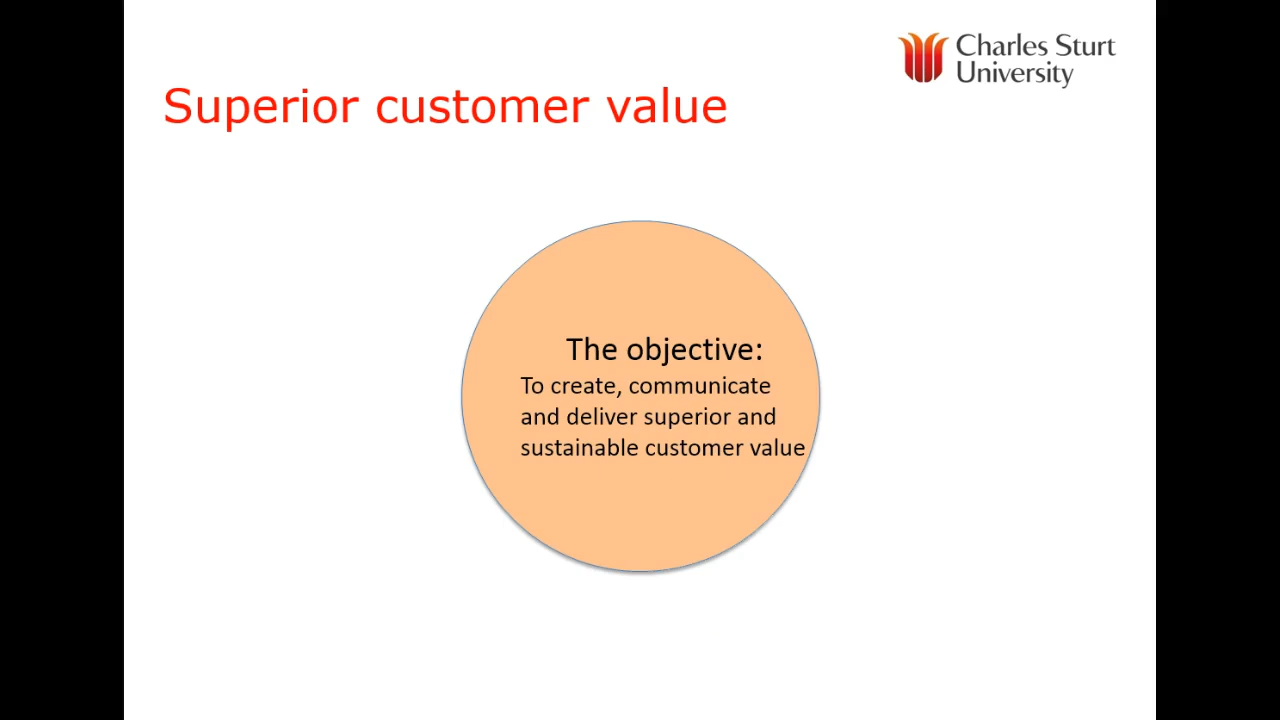 Charles Sturt
University
Superior customer value
The objective:
To create, communicate
and deliver superior and
sustainable customer value